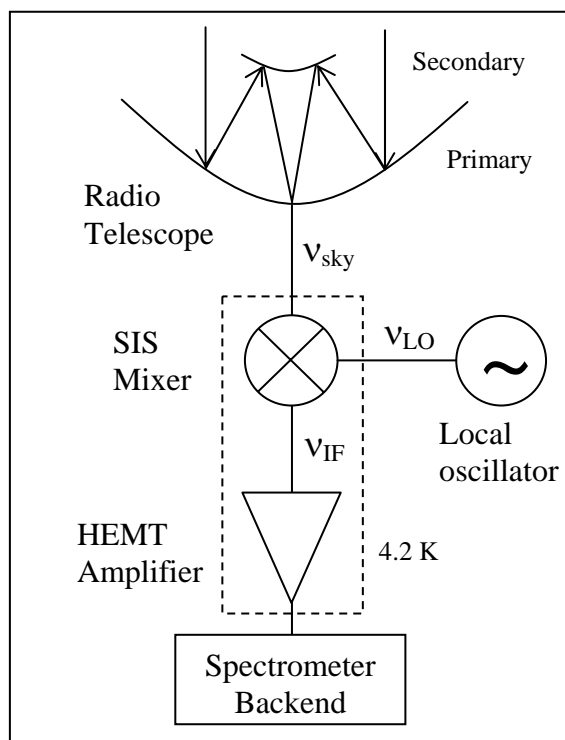 Secondary
Primary
Radio
Telescope
νsky
SIS
Mixer
νLO
~
Local
oscillator
νIF
HEMT
Amplifier
4.2 K
Spectrometer
Backend